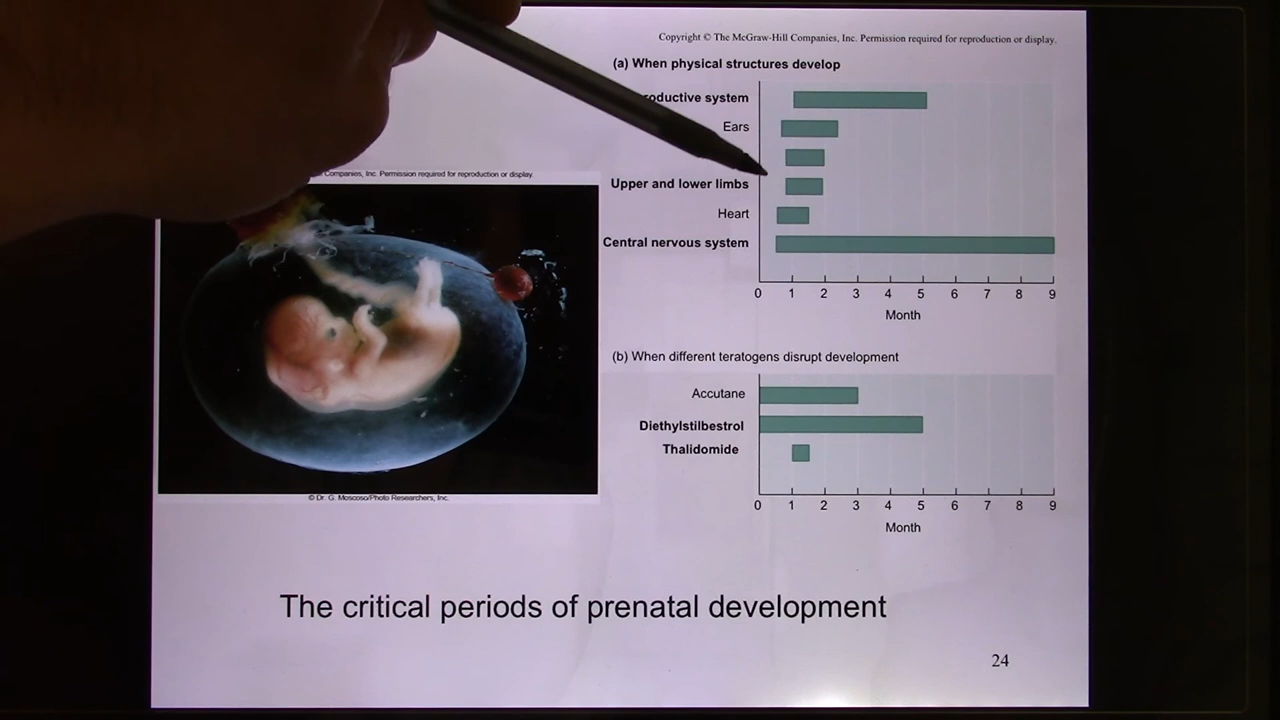 Copyright © The McGraw-Hill Companies, Inc. Permission required for reproduction or display.
(a) When physical structures develop
system
Ears
Upper and lower limbs
Heart
Central nervous system
0 1 2 3 4 5 6 7 8 9
Month
Companies, Inc. Permission required for reproduction or display.
© Dr. G. Moscoso/Photo Researchers, Inc.
(b) When different teratogens disrupt development
Accutane
Diethylstilbestrol
Thalidomide
0 1 2 3 4 5 6 7 8 9
Month
The critical periods of prenatal development
24